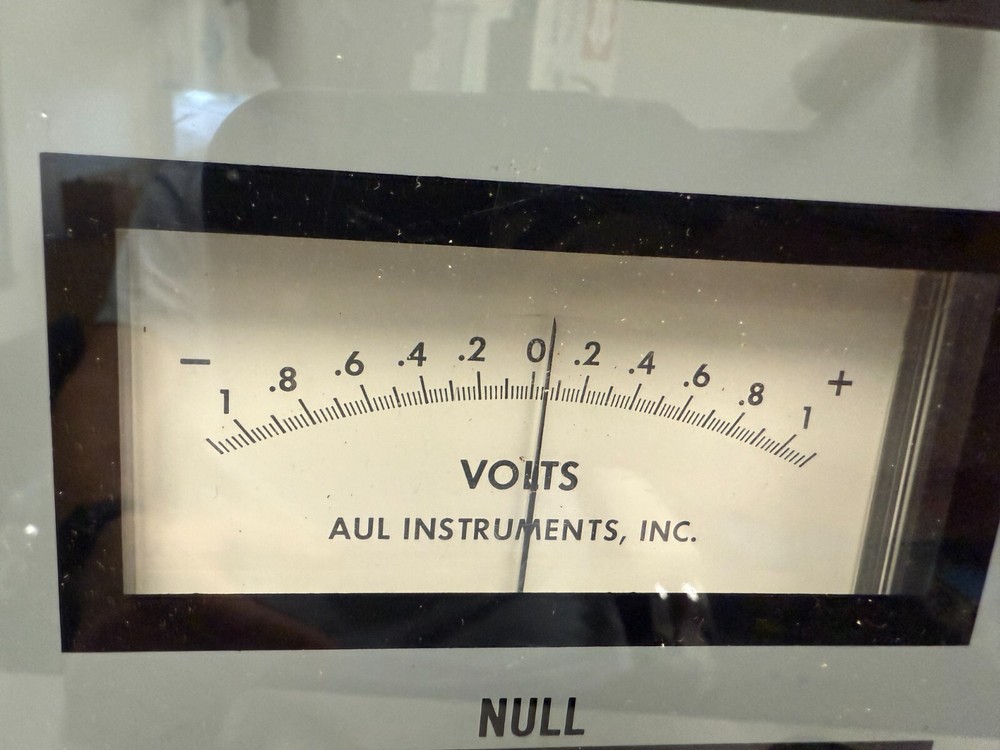 − 1 .8 .6 .4 .2 0 .2 .4 .6 .8 1 +
VOLTS
AUL INSTRUMENTS, INC.
NULL